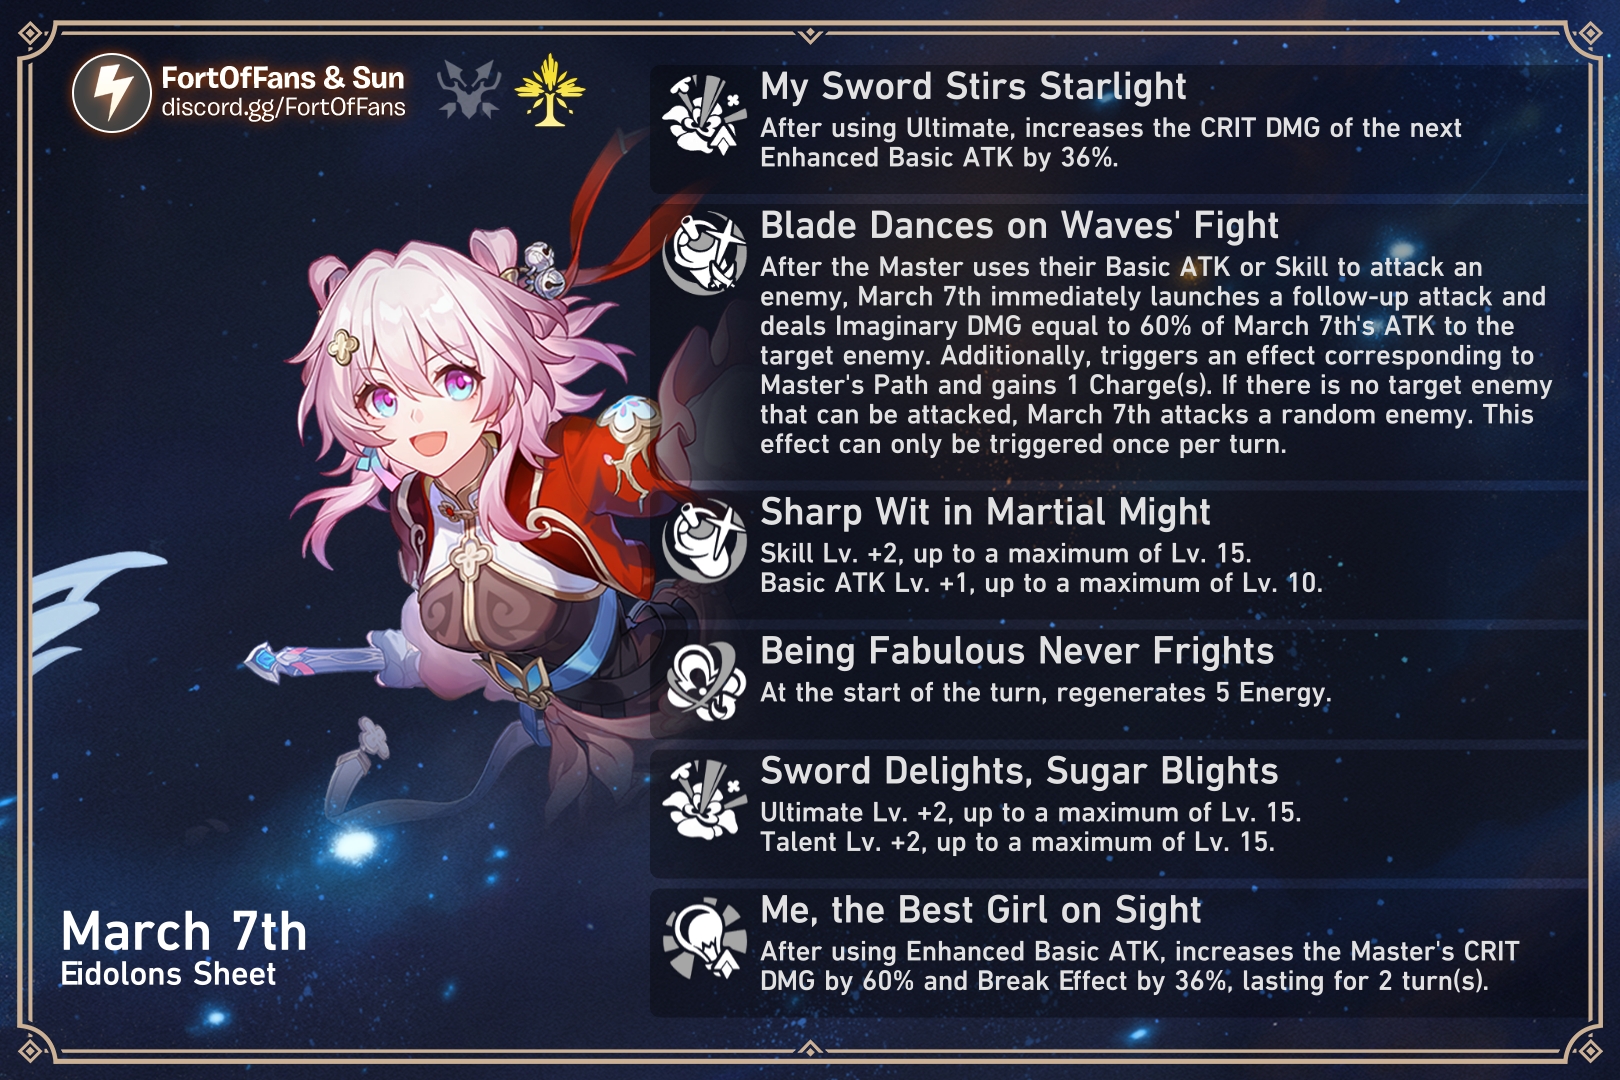 FortOfFans & Sun
discord.gg/FortOfFans
My Sword Stirs Starlight
After using Ultimate, increases the CRIT DMG of the next
Enhanced Basic ATK by 36%.
Blade Dances on Waves' Fight
After the Master uses their Basic ATK or Skill to attack an
enemy, March 7th immediately launches a follow-up attack and
deals Imaginary DMG equal to 60% of March 7th's ATK to the
target enemy. Additionally, triggers an effect corresponding to
Master's Path and gains 1 Charge(s). If there is no target enemy
that can be attacked, March 7th attacks a random enemy. This
effect can only be triggered once per turn.
Sharp Wit in Martial Might
Skill Lv. +2, up to a maximum of Lv. 15.
Basic ATK Lv. +1, up to a maximum of Lv. 10.
Being Fabulous Never Frights
At the start of the turn, regenerates 5 Energy.
Sword Delights, Sugar Blights
Ultimate Lv. +2, up to a maximum of Lv. 15.
Talent Lv. +2, up to a maximum of Lv. 15.
Me, the Best Girl on Sight
After using Enhanced Basic ATK, increases the Master's CRIT
DMG by 60% and Break Effect by 36%, lasting for 2 turn(s).
March 7th
Eidolons Sheet